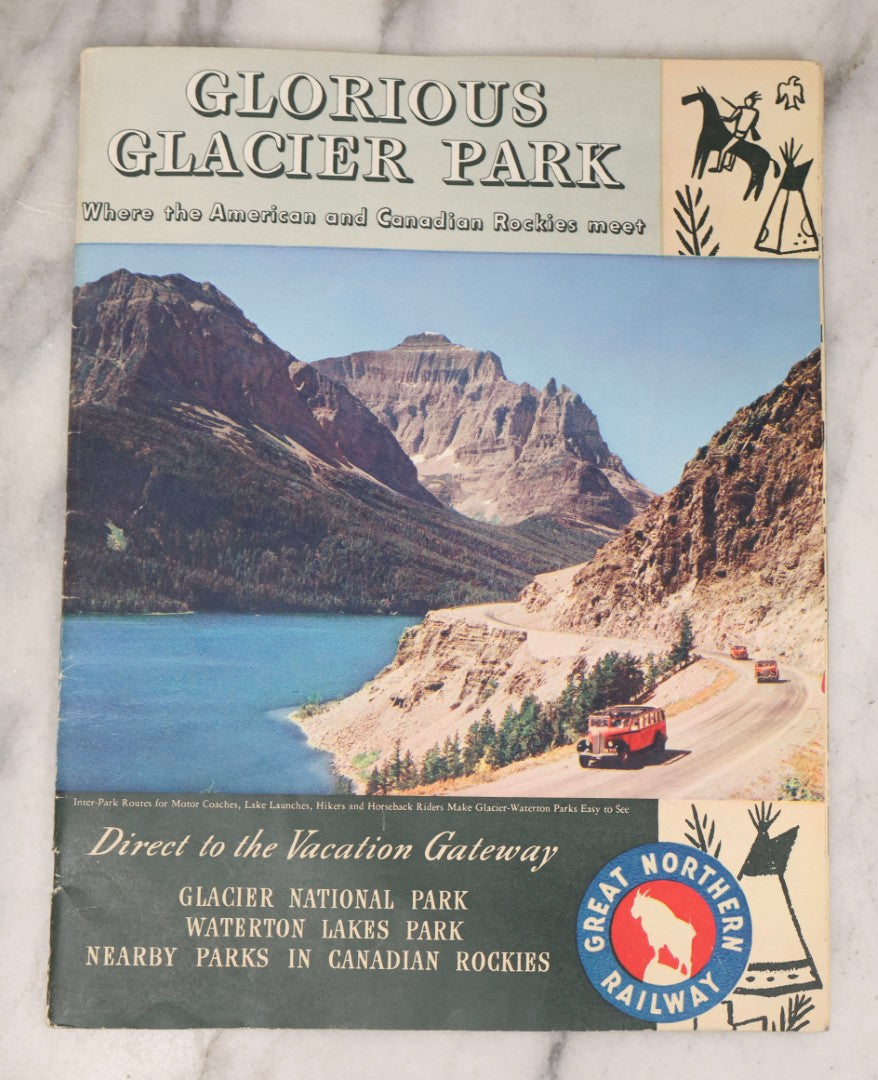 GLORIOUS
GLACIER PARK
Where the American and Canadian Rockies meet
Inter-Park Routes for Motor Coaches, Lake Launches, Hikers and Horseback Riders Make Glacier-Waterton Parks Easy to See
Direct to the Vacation Gateway
GLACIER NATIONAL PARK
WATERTON LAKES PARK
NEARBY PARKS IN CANADIAN ROCKIES
GREAT NORTHERN
RAILWAY